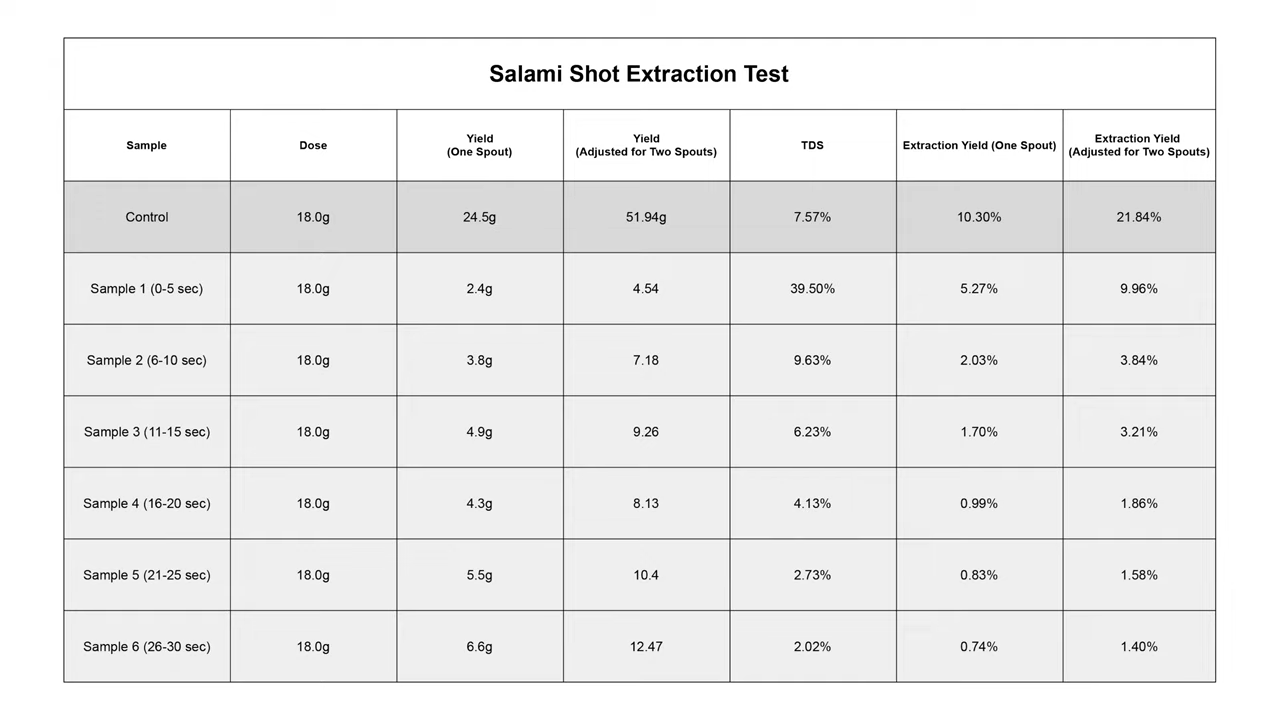 Salami Shot Extraction Test
Sample
Dose
Yield
(One Spout)
Yield
(Adjusted for Two Spouts)
TDS
Extraction Yield (One Spout)
Extraction Yield
(Adjusted for Two Spouts)
Control
18.0g
24.5g
51.94g
7.57%
10.30%
21.84%
Sample 1 (0-5 sec)
18.0g
2.4g
4.54
39.50%
5.27%
9.96%
Sample 2 (6-10 sec)
18.0g
3.8g
7.18
9.63%
2.03%
3.84%
Sample 3 (11-15 sec)
18.0g
4.9g
9.26
6.23%
1.70%
3.21%
Sample 4 (16-20 sec)
18.0g
4.3g
8.13
4.13%
0.99%
1.86%
Sample 5 (21-25 sec)
18.0g
5.5g
10.4
2.73%
0.83%
1.58%
Sample 6 (26-30 sec)
18.0g
6.6g
12.47
2.02%
0.74%
1.40%